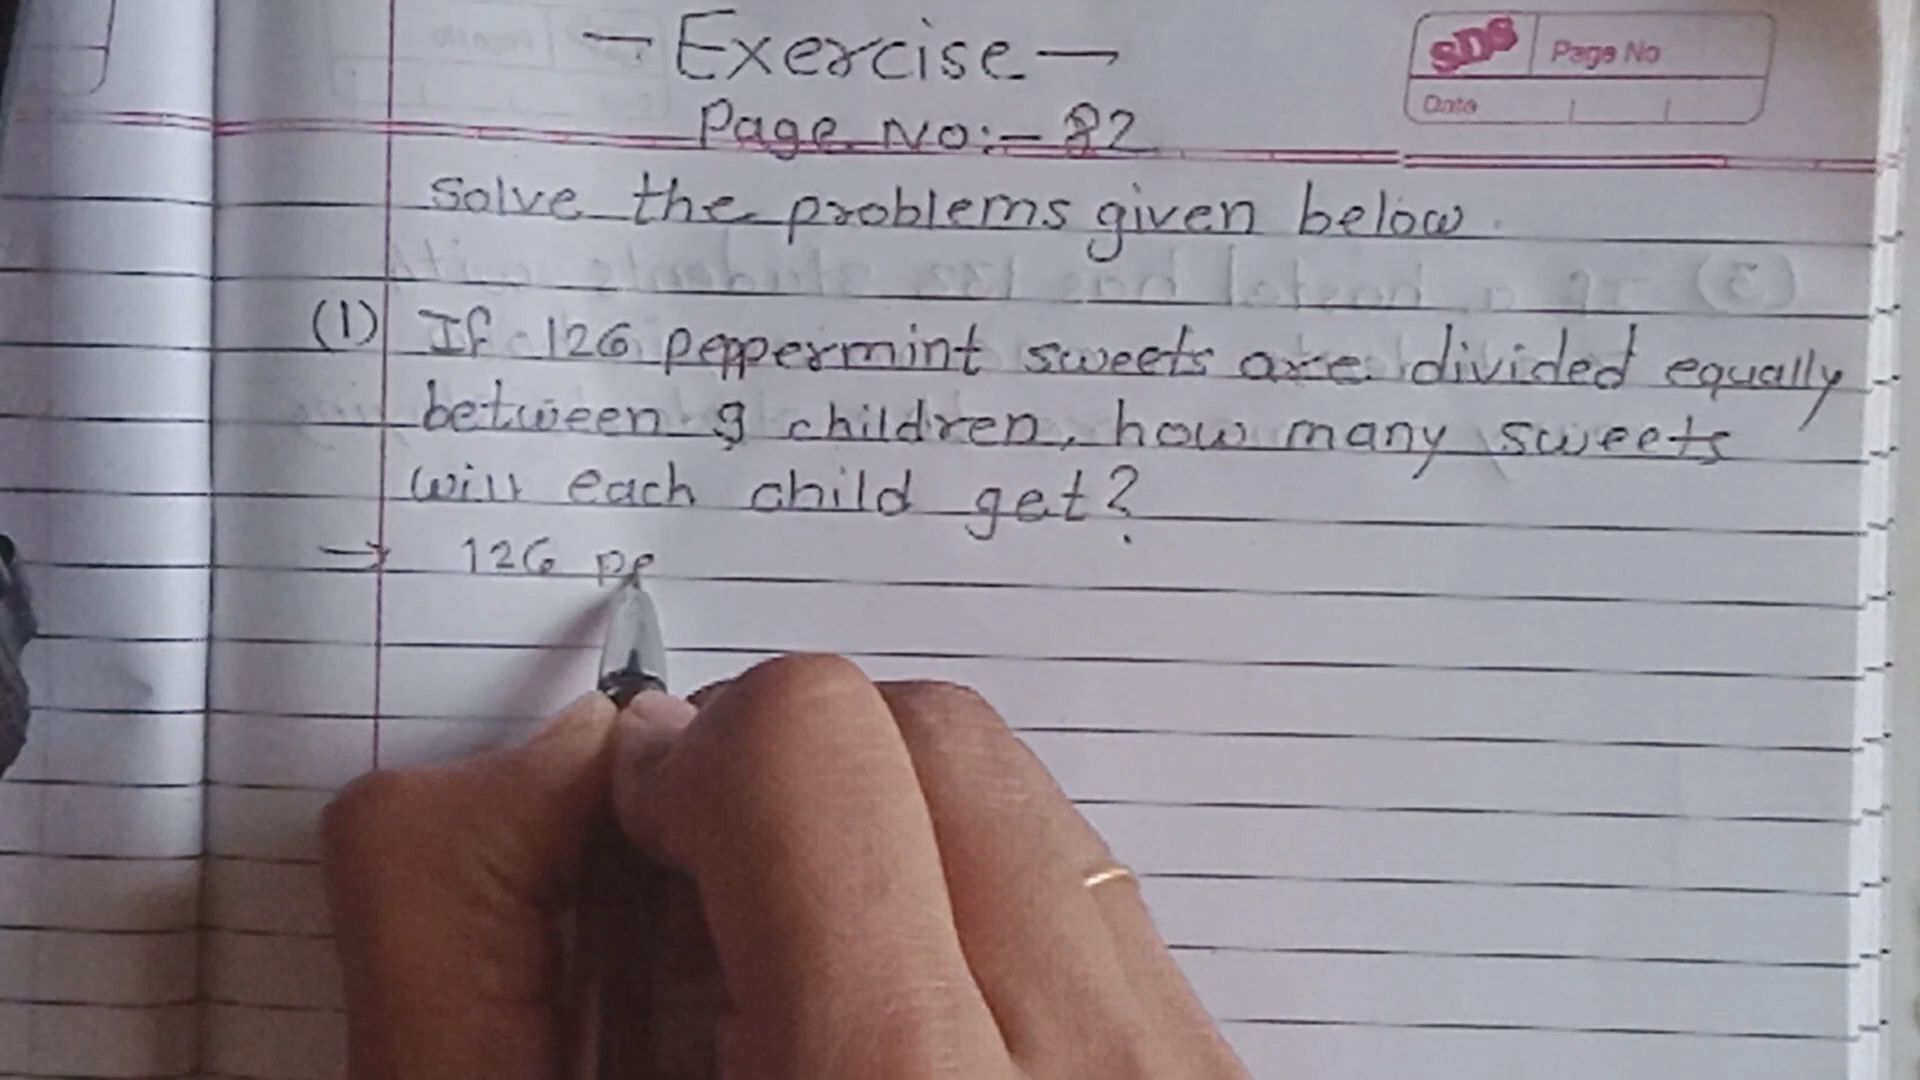 - Exercise -
Page No:- 82
SDS Page No
Date
solve the problems given below.
(1) If 126 peppermint sweets are divided equally
between 9 children, how many sweets
will each child get?
→ 126 pe